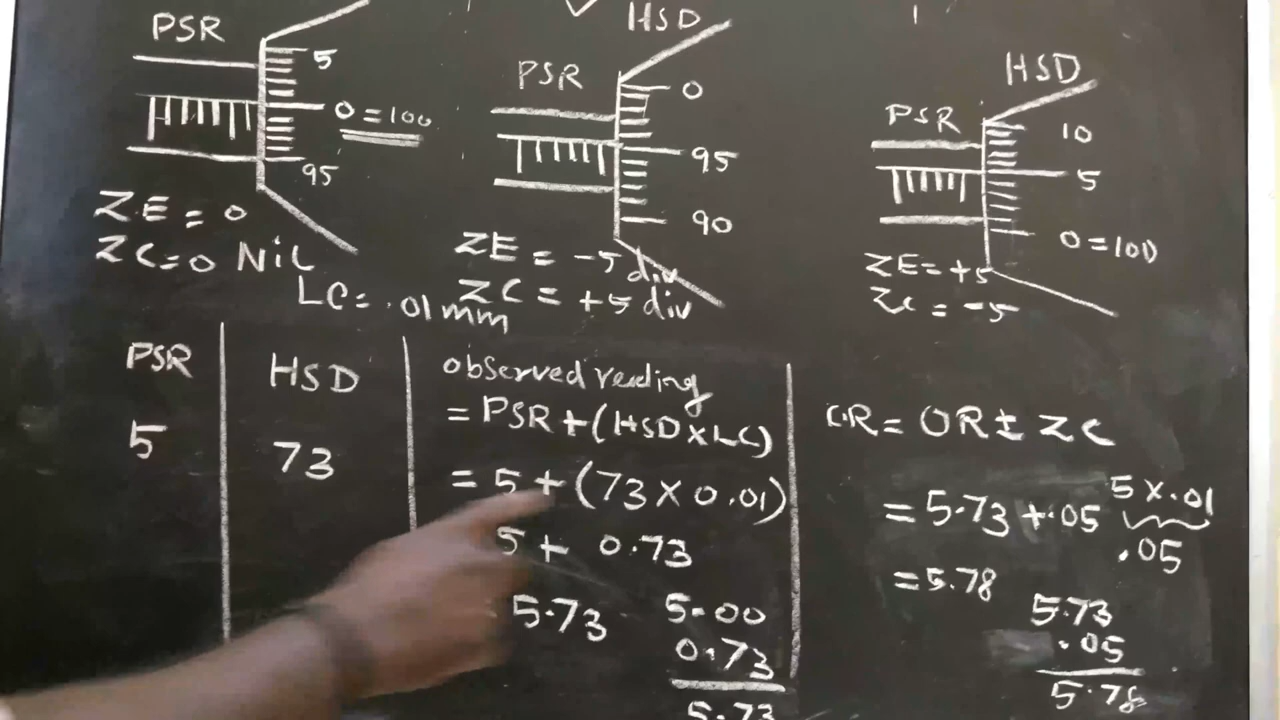 PSR
5
0 = 100
95
Z.E = 0
ZC = 0 Nil
LC = .01 mm
HSD
PSR
0
95
90
ZE = -5 div
ZC = +5 div
HSD
PSR
10
5
0 = 100
ZE = +5
ZC = -5
PSR
5
HSD
73
observed reading
= PSR + (HSD X LC)
= 5 + (73 X 0.01)
5 + 0.73
5.73
5.00
0.73
5.73
C.R = OR ± ZC
5 X .01
= 5.73 + .05
.05
= 5.78
5.73
.05
5.78